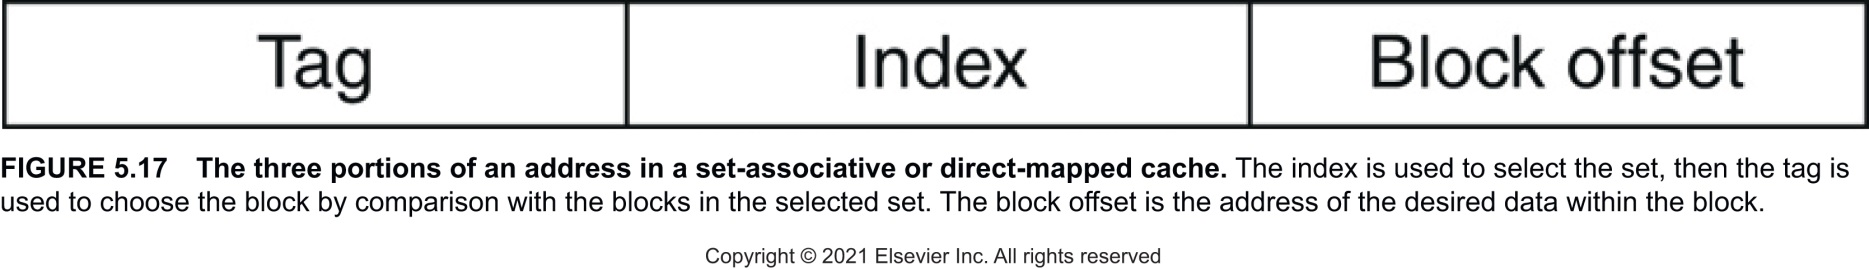 Tag Index Block offset
FIGURE 5.17 The three portions of an address in a set-associative or direct-mapped cache. The index is used to select the set, then the tag is
used to choose the block by comparison with the blocks in the selected set. The block offset is the address of the desired data within the block.
Copyright © 2021 Elsevier Inc. All rights reserved